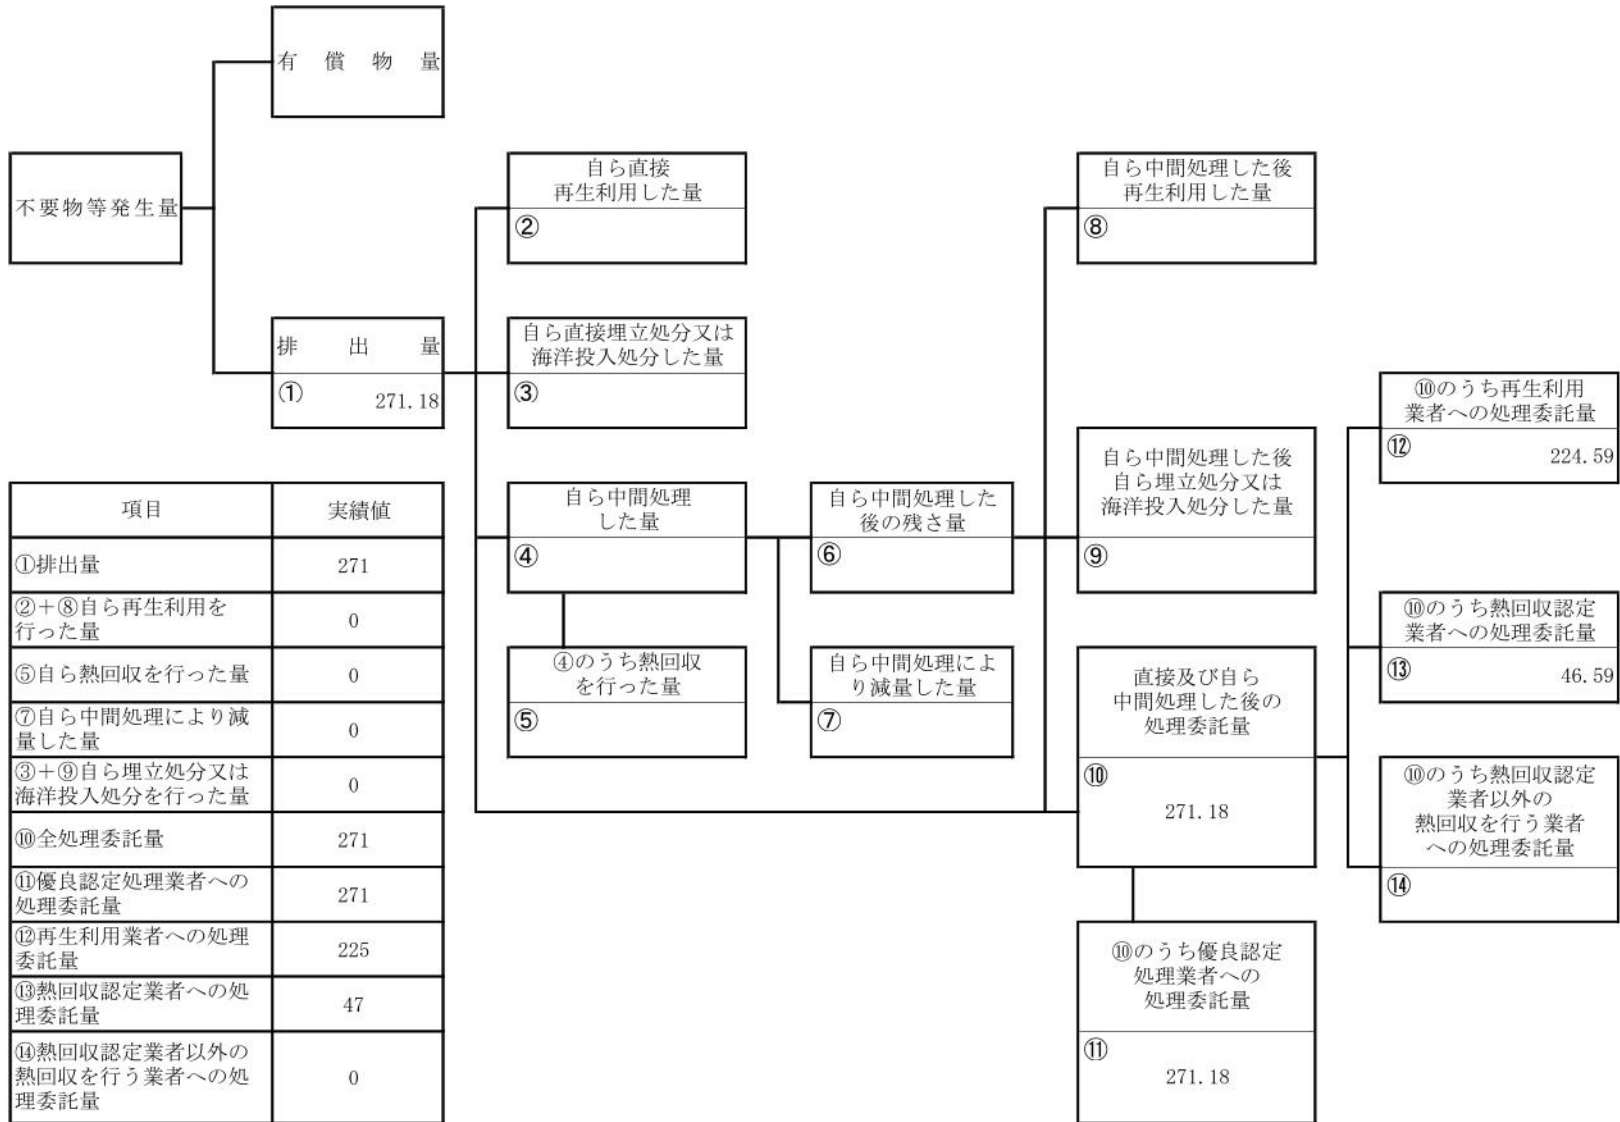 有償物量
不要物等発生量
排出量
① 271.18
自ら直接
再生利用した量
②
自ら直接埋立処分又は
海洋投入処分した量
③
自ら中間処理
した量
④
④のうち熱回収
を行った量
⑤
自ら中間処理した
後の残さ量
⑥
自ら中間処理によ
り減量した量
⑦
自ら中間処理した後
再生利用した量
⑧
自ら中間処理した後
自ら埋立処分又は
海洋投入処分した量
⑨
直接及び自ら
中間処理した後の
処理委託量
⑩
271.18
⑩のうち優良認定
処理業者への
処理委託量
⑪
271.18
⑩のうち再生利用
業者への処理委託量
⑫ 224.59
⑩のうち熱回収認定
業者への処理委託量
⑬ 46.59
⑩のうち熱回収認定
業者以外の
熱回収を行う業者
への処理委託量
⑭
項目 実績値
①排出量 271
②+⑧自ら再生利用を
行った量 0
⑤自ら熱回収を行った量 0
⑦自ら中間処理により減
量した量 0
③+⑨自ら埋立処分又は
海洋投入処分を行った量 0
⑩全処理委託量 271
⑪優良認定処理業者への
処理委託量 271
⑫再生利用業者への処理
委託量 225
⑬熱回収認定業者への処
理委託量 47
⑭熱回収認定業者以外の
熱回収を行う業者への処
理委託量 0